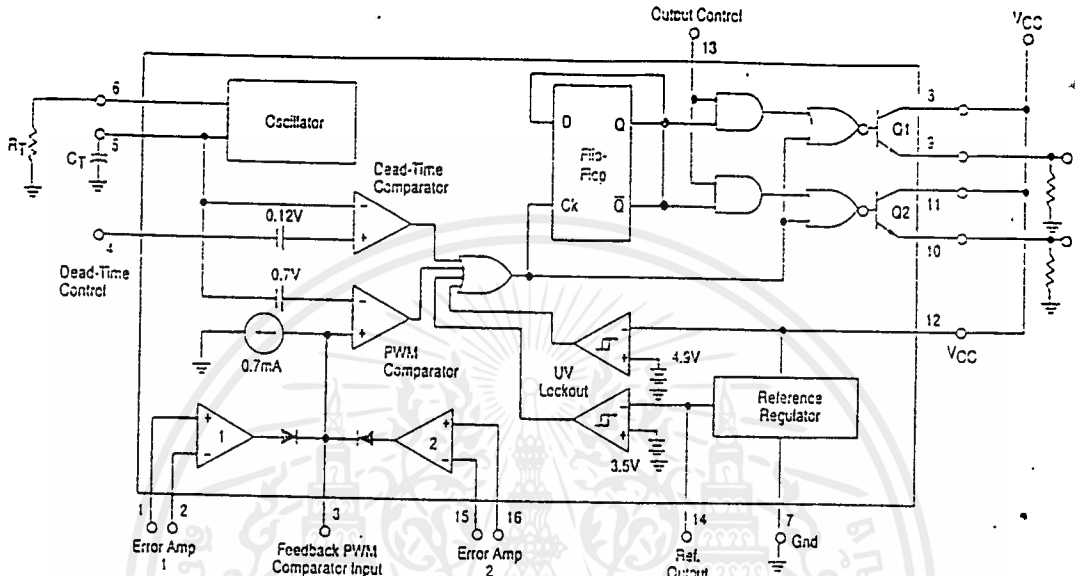 Output Control
13
VCC
6
RT
5
CT
Oscillator
4
Dead-Time
Control
0.12V
0.7V
0.7mA
Dead-Time
Comparator
PWM
Comparator
D
Q
Flip-
Flop
Ck
Q̅
Q1
Q2
3
9
11
10
12
VCC
UV
Lockout
4.9V
3.5V
Reference
Regulator
1
+
-
2
+
-
1
2
Error Amp
1
3
Feedback PWM
Comparator Input
15
16
Error Amp
2
14
Ref.
Output
7
Gnd